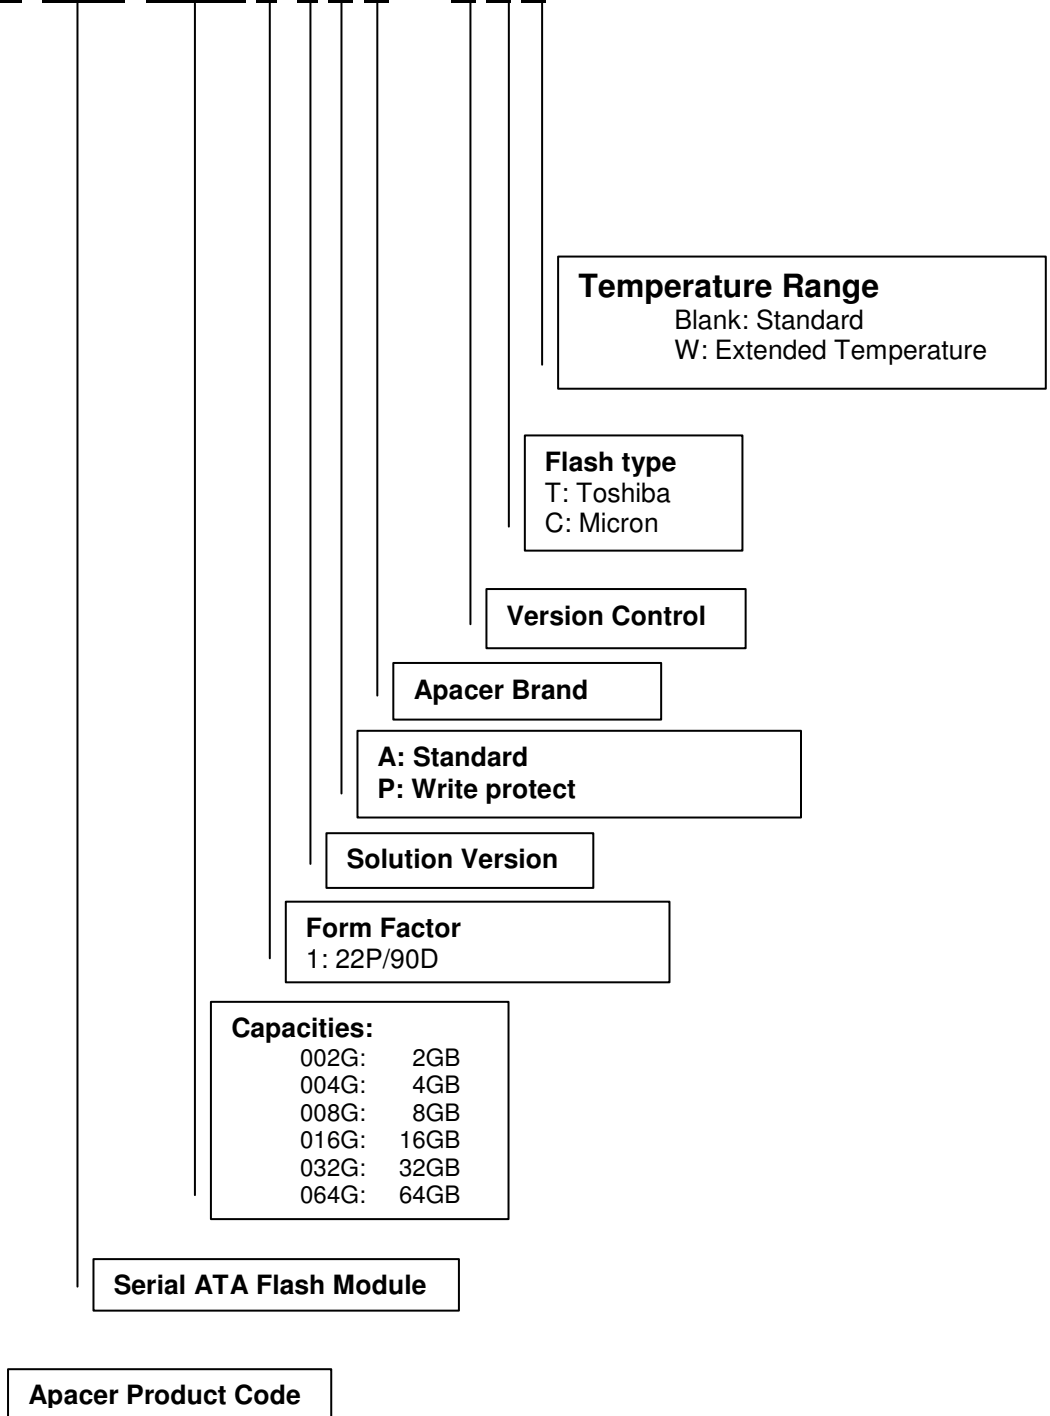 Temperature Range
Blank: Standard
W: Extended Temperature
Flash type
T: Toshiba
C: Micron
Version Control
Apacer Brand
A: Standard
P: Write protect
Solution Version
Form Factor
1: 22P/90D
Capacities:
002G: 2GB
004G: 4GB
008G: 8GB
016G: 16GB
032G: 32GB
064G: 64GB
Serial ATA Flash Module
Apacer Product Code